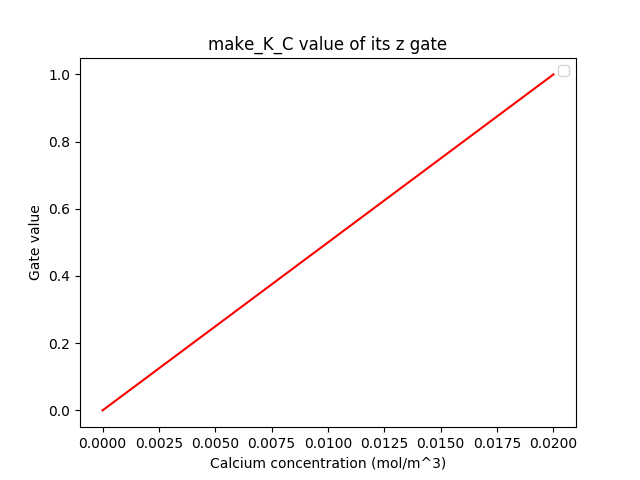 make_K_C value of its z gate
Gate value
1.0
0.8
0.6
0.4
0.2
0.0
0.0000 0.0025 0.0050 0.0075 0.0100 0.0125 0.0150 0.0175 0.0200
Calcium concentration (mol/m^3)